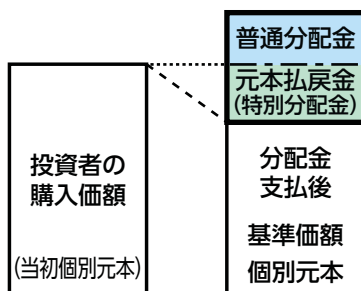 普通分配金
元本払戻金
(特別分配金)
投資者の
購入価額
(当初個別元本)
分配金
支払後
基準価額
個別元本